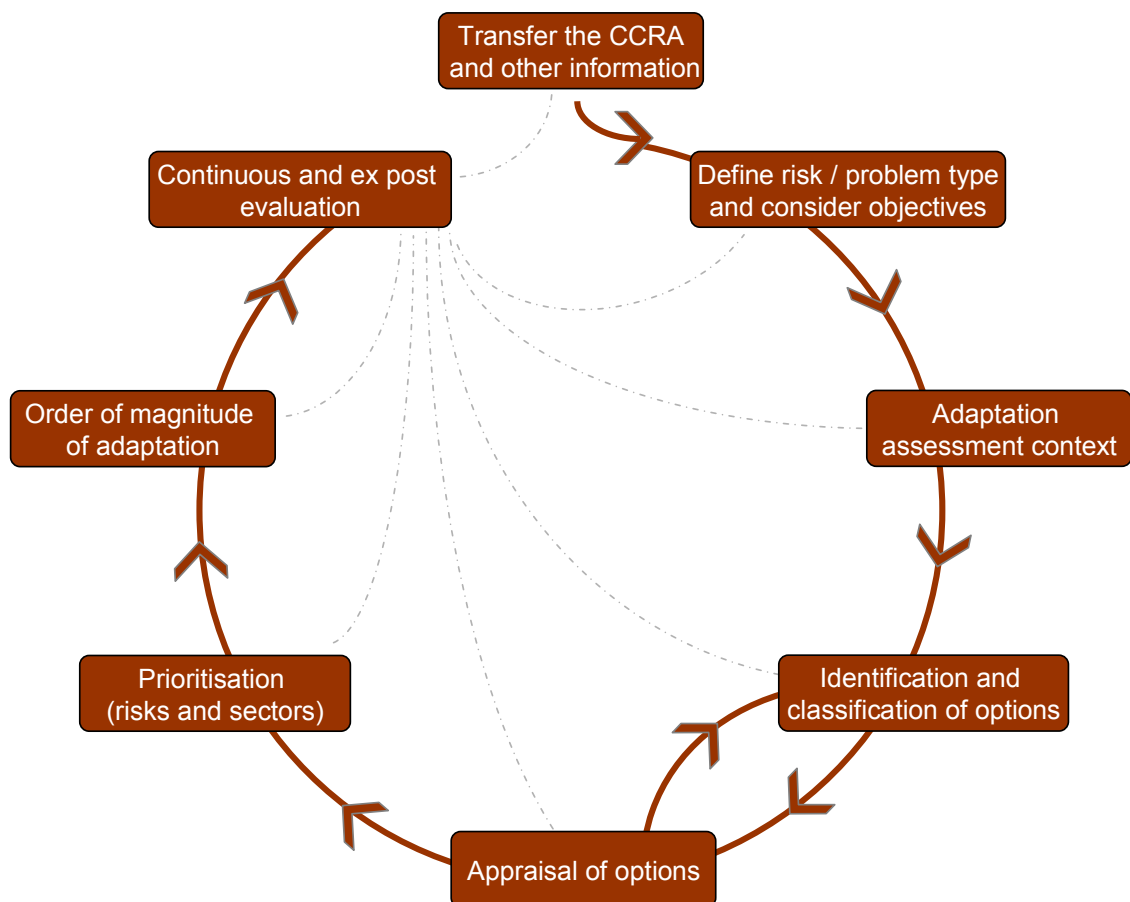 Transfer the CCRA
and other information
Define risk / problem type
and consider objectives
Adaptation
assessment context
Identification and
classification of options
Appraisal of options
Prioritisation
(risks and sectors)
Order of magnitude
of adaptation
Continuous and ex post
evaluation